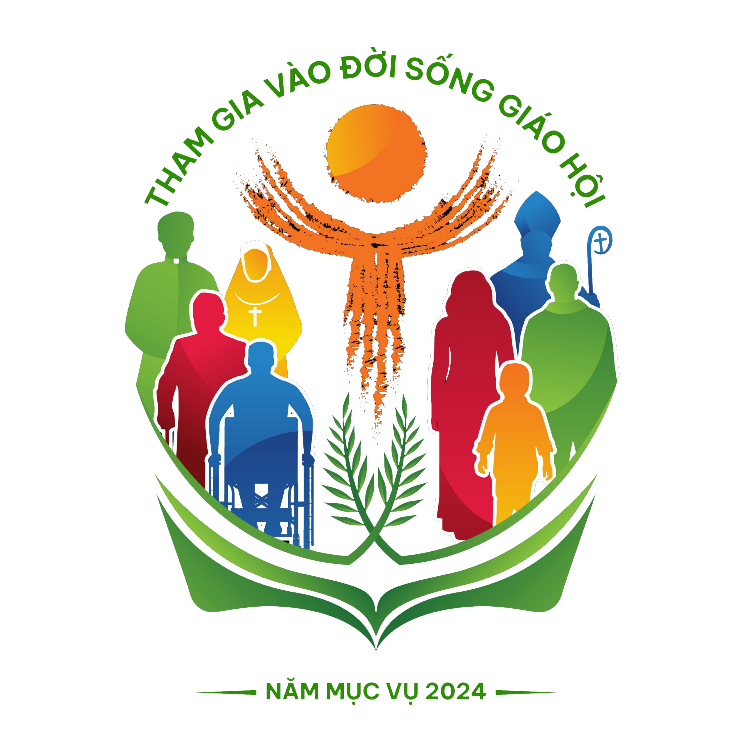 THAM GIA VÀO ĐỜI SỐNG GIÁO HỘI
NĂM MỤC VỤ 2024